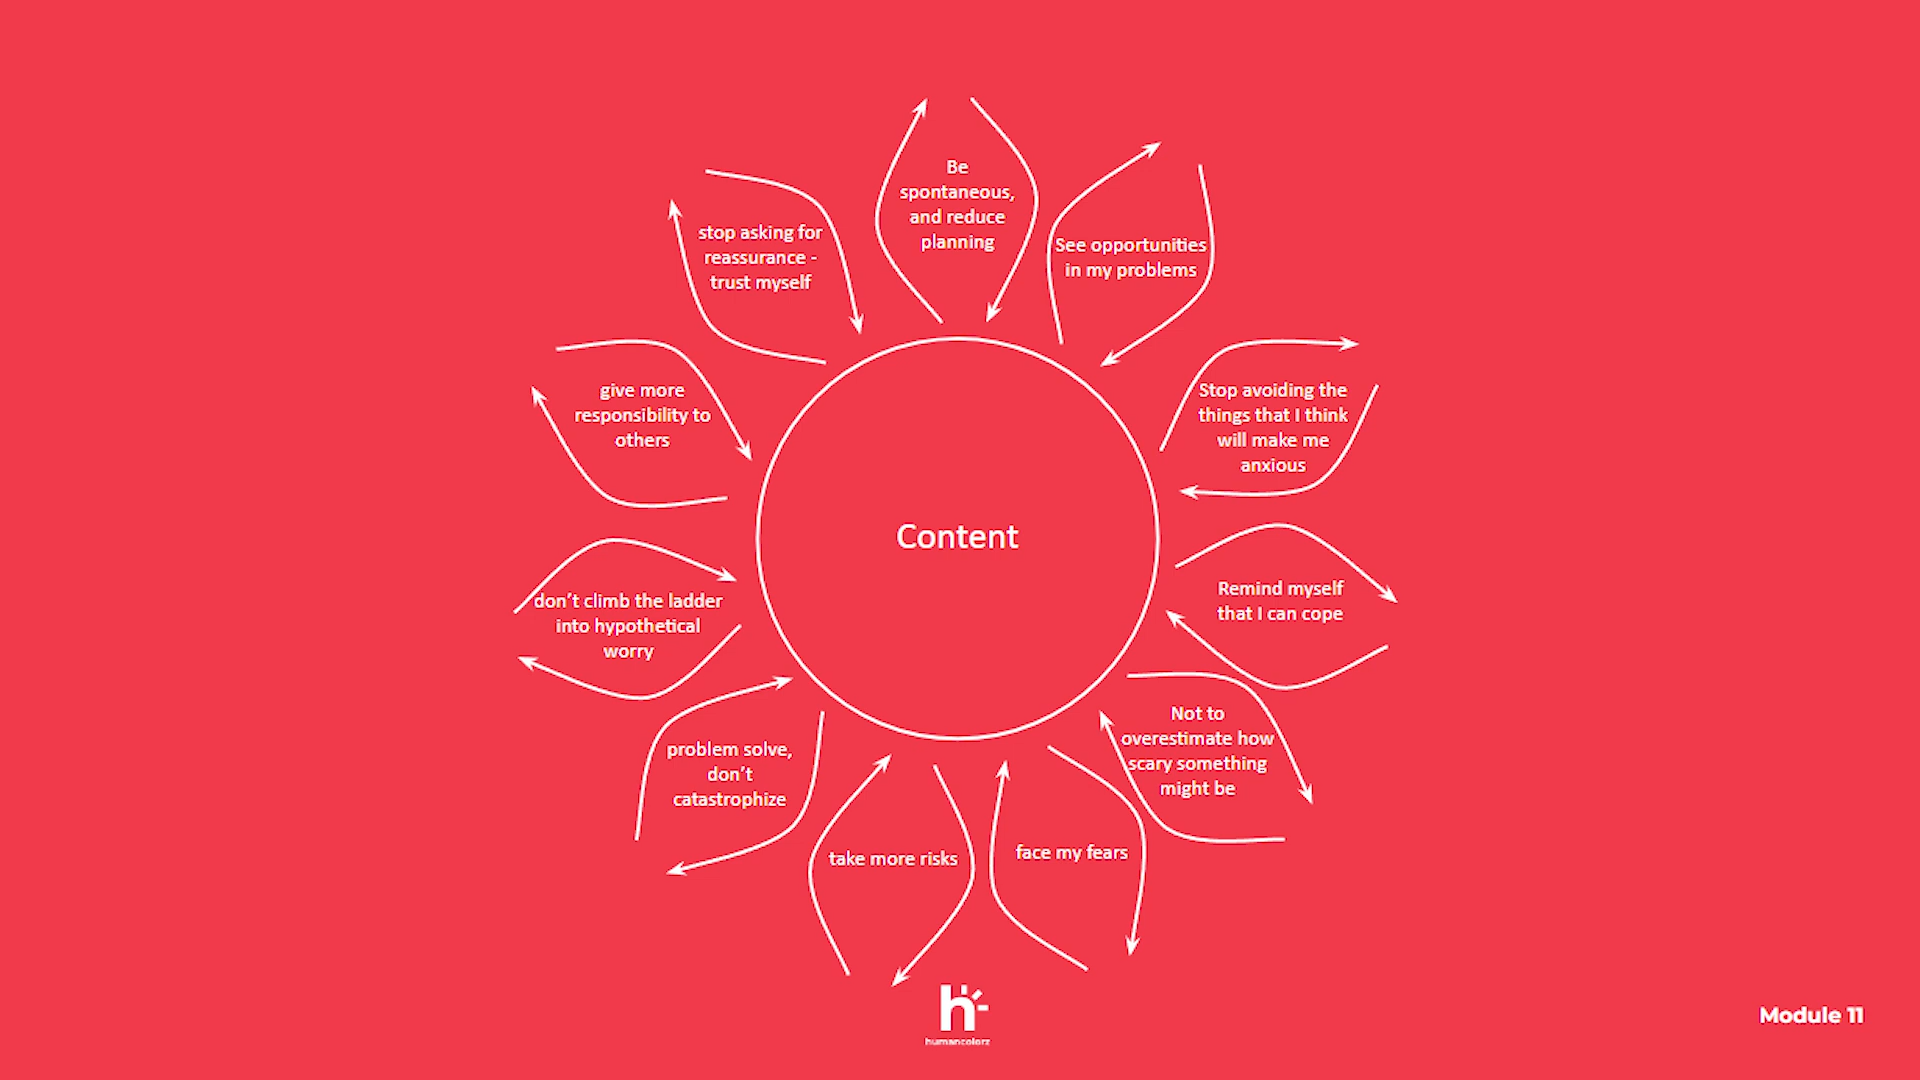 Be
spontaneous,
and reduce
planning
See opportunities
in my problems
Stop avoiding the
things that I think
will make me
anxious
Remind myself
that I can cope
Not to
overestimate how
scary something
might be
face my fears
take more risks
problem solve,
don’t
catastrophize
don’t climb the ladder
into hypothetical
worry
give more
responsibility to
others
stop asking for
reassurance -
trust myself
Content
h
humancolorz
Module 11